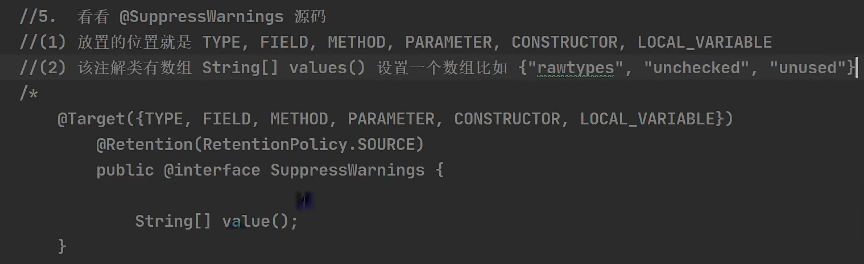 //5. 看看 @SuppressWarnings 源码
//(1) 放置的位置就是 TYPE, FIELD, METHOD, PARAMETER, CONSTRUCTOR, LOCAL_VARIABLE
//(2) 该注解类有数组 String[] values() 设置一个数组比如 {"rawtypes", "unchecked", "unused"}
/*
@Target({TYPE, FIELD, METHOD, PARAMETER, CONSTRUCTOR, LOCAL_VARIABLE})
@Retention(RetentionPolicy.SOURCE)
public @interface SuppressWarnings {
String[] value();
}